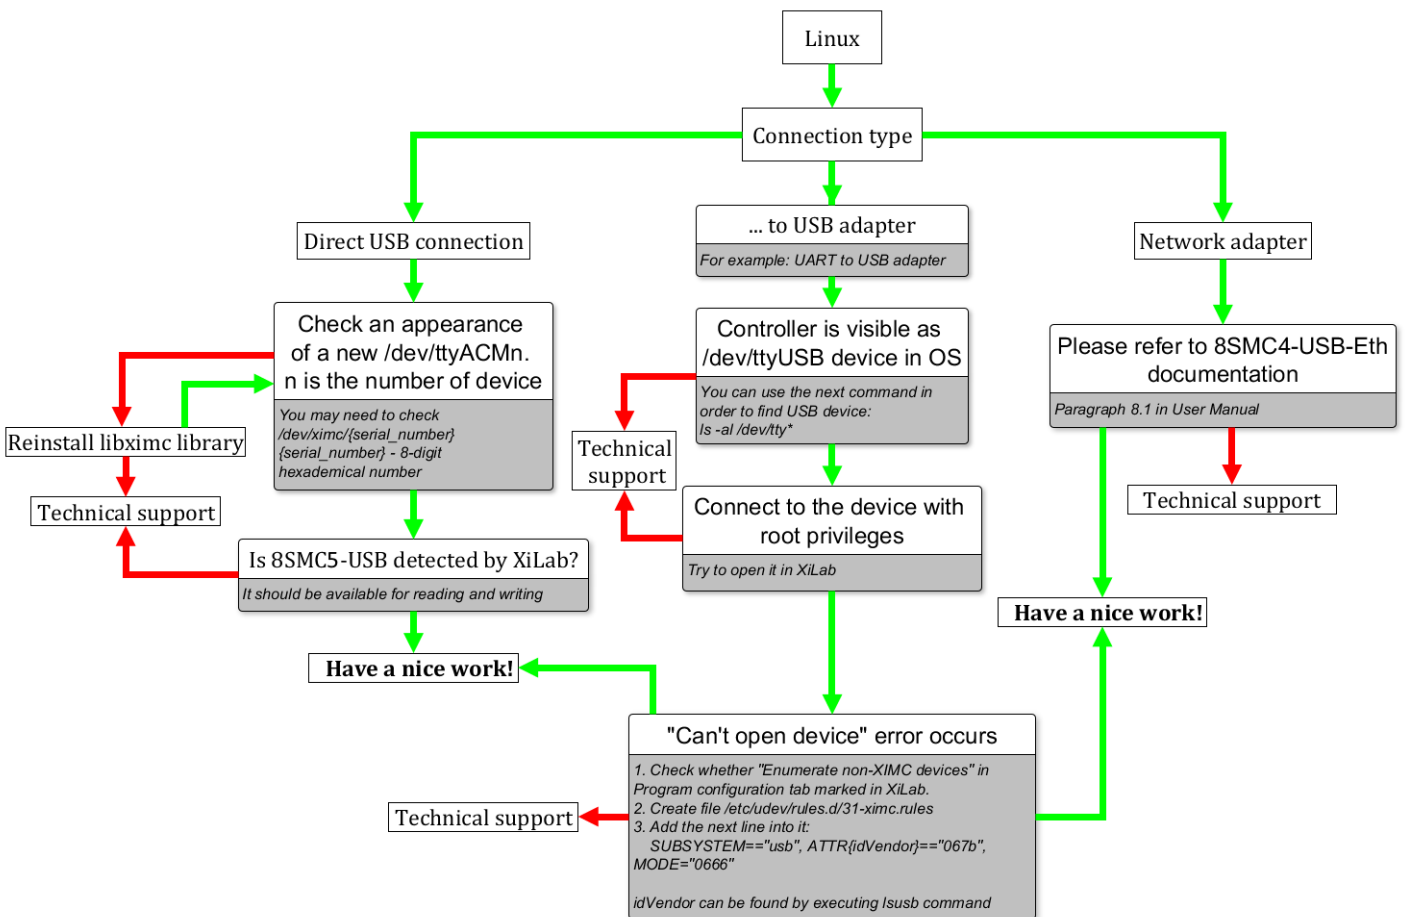 Linux
Connection type
Direct USB connection
... to USB adapter
For example: UART to USB adapter
Network adapter
Check an appearance
of a new /dev/ttyACMn.
n is the number of device
You may need to check
/dev/ximc/{serial_number}
{serial_number} - 8-digit
hexademical number
Controller is visible as
/dev/ttyUSB device in OS
You can use the next command in
order to find USB device:
ls -al /dev/tty*
Please refer to 8SMC4-USB-Eth
documentation
Paragraph 8.1 in User Manual
Reinstall libximc library
Technical support
Technical
support
Technical support
Is 8SMC5-USB detected by XiLab?
It should be available for reading and writing
Connect to the device with
root privileges
Try to open it in XiLab
Have a nice work!
Have a nice work!
"Can't open device" error occurs
1. Check whether "Enumerate non-XIMC devices" in
Program configuration tab marked in XiLab.
2. Create file /etc/udev/rules.d/31-ximc.rules
3. Add the next line into it:
SUBSYSTEM=="usb", ATTR{idVendor}=="067b",
MODE="0666"
idVendor can be found by executing lsusb command
Technical support